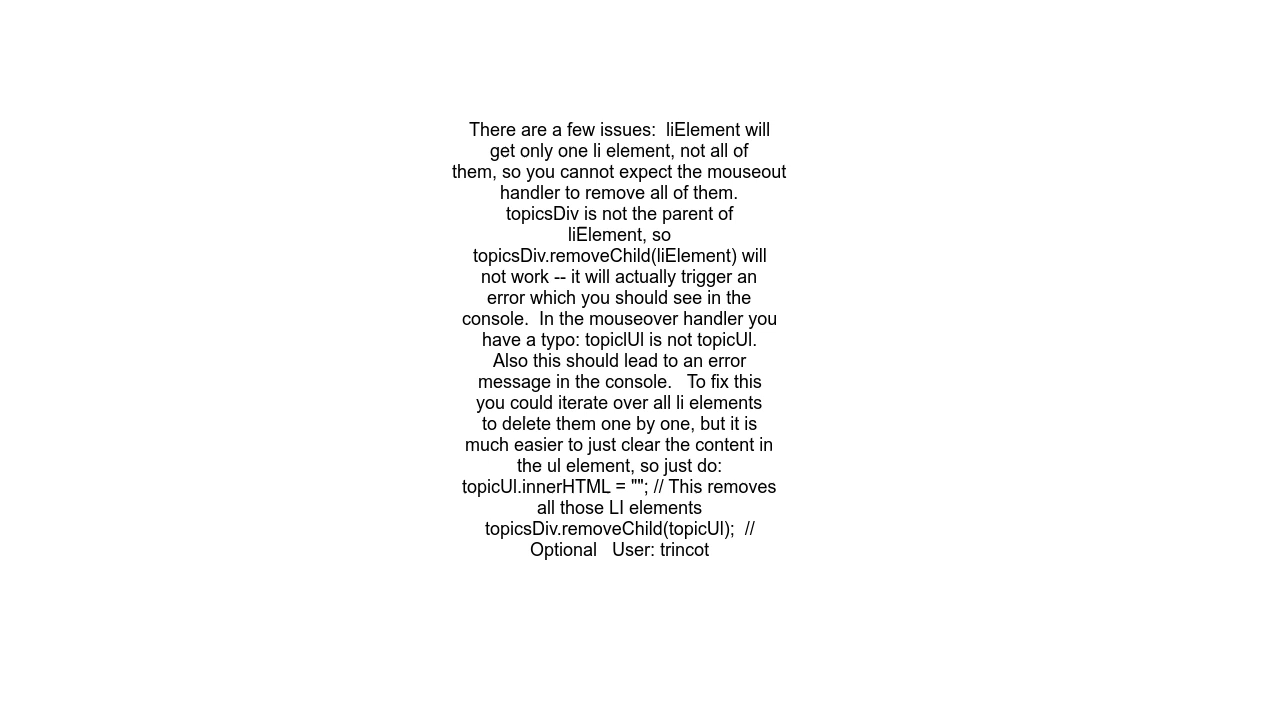 There are a few issues:  liElement will
get only one li element, not all of
them, so you cannot expect the mouseout
handler to remove all of them.
topicsDiv is not the parent of
liElement, so
topicsDiv.removeChild(liElement) will
not work -- it will actually trigger an
error which you should see in the
console.  In the mouseover handler you
have a typo: topiclUl is not topicUl.
Also this should lead to an error
message in the console.   To fix this
you could iterate over all li elements
to delete them one by one, but it is
much easier to just clear the content in
the ul element, so just do:
topicUl.innerHTML = ""; // This removes
all those LI elements
topicsDiv.removeChild(topicUl);  //
Optional   User: trincot